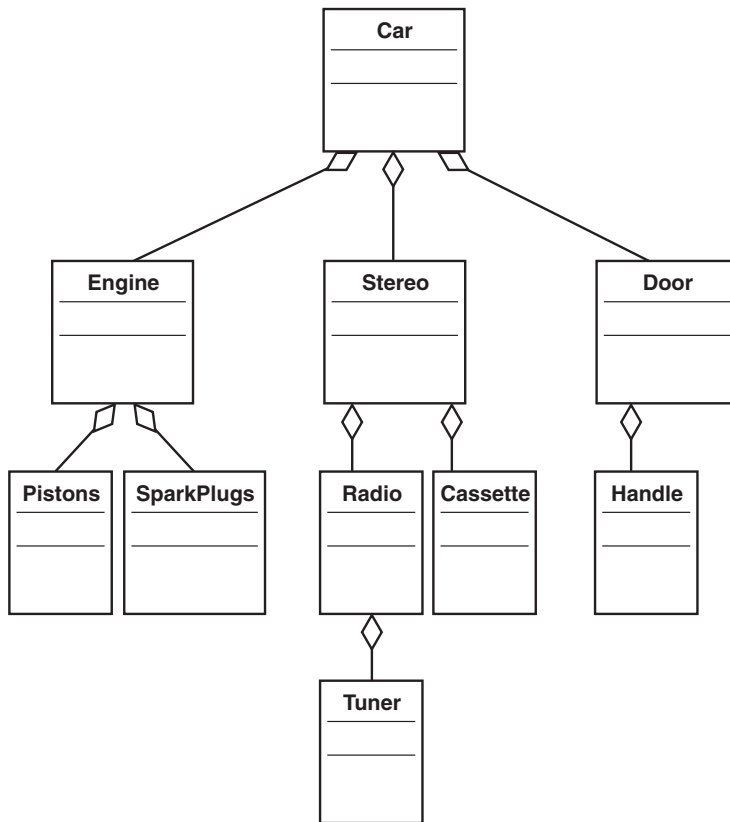 Car
Engine
Stereo
Door
Pistons
SparkPlugs
Radio
Cassette
Handle
Tuner